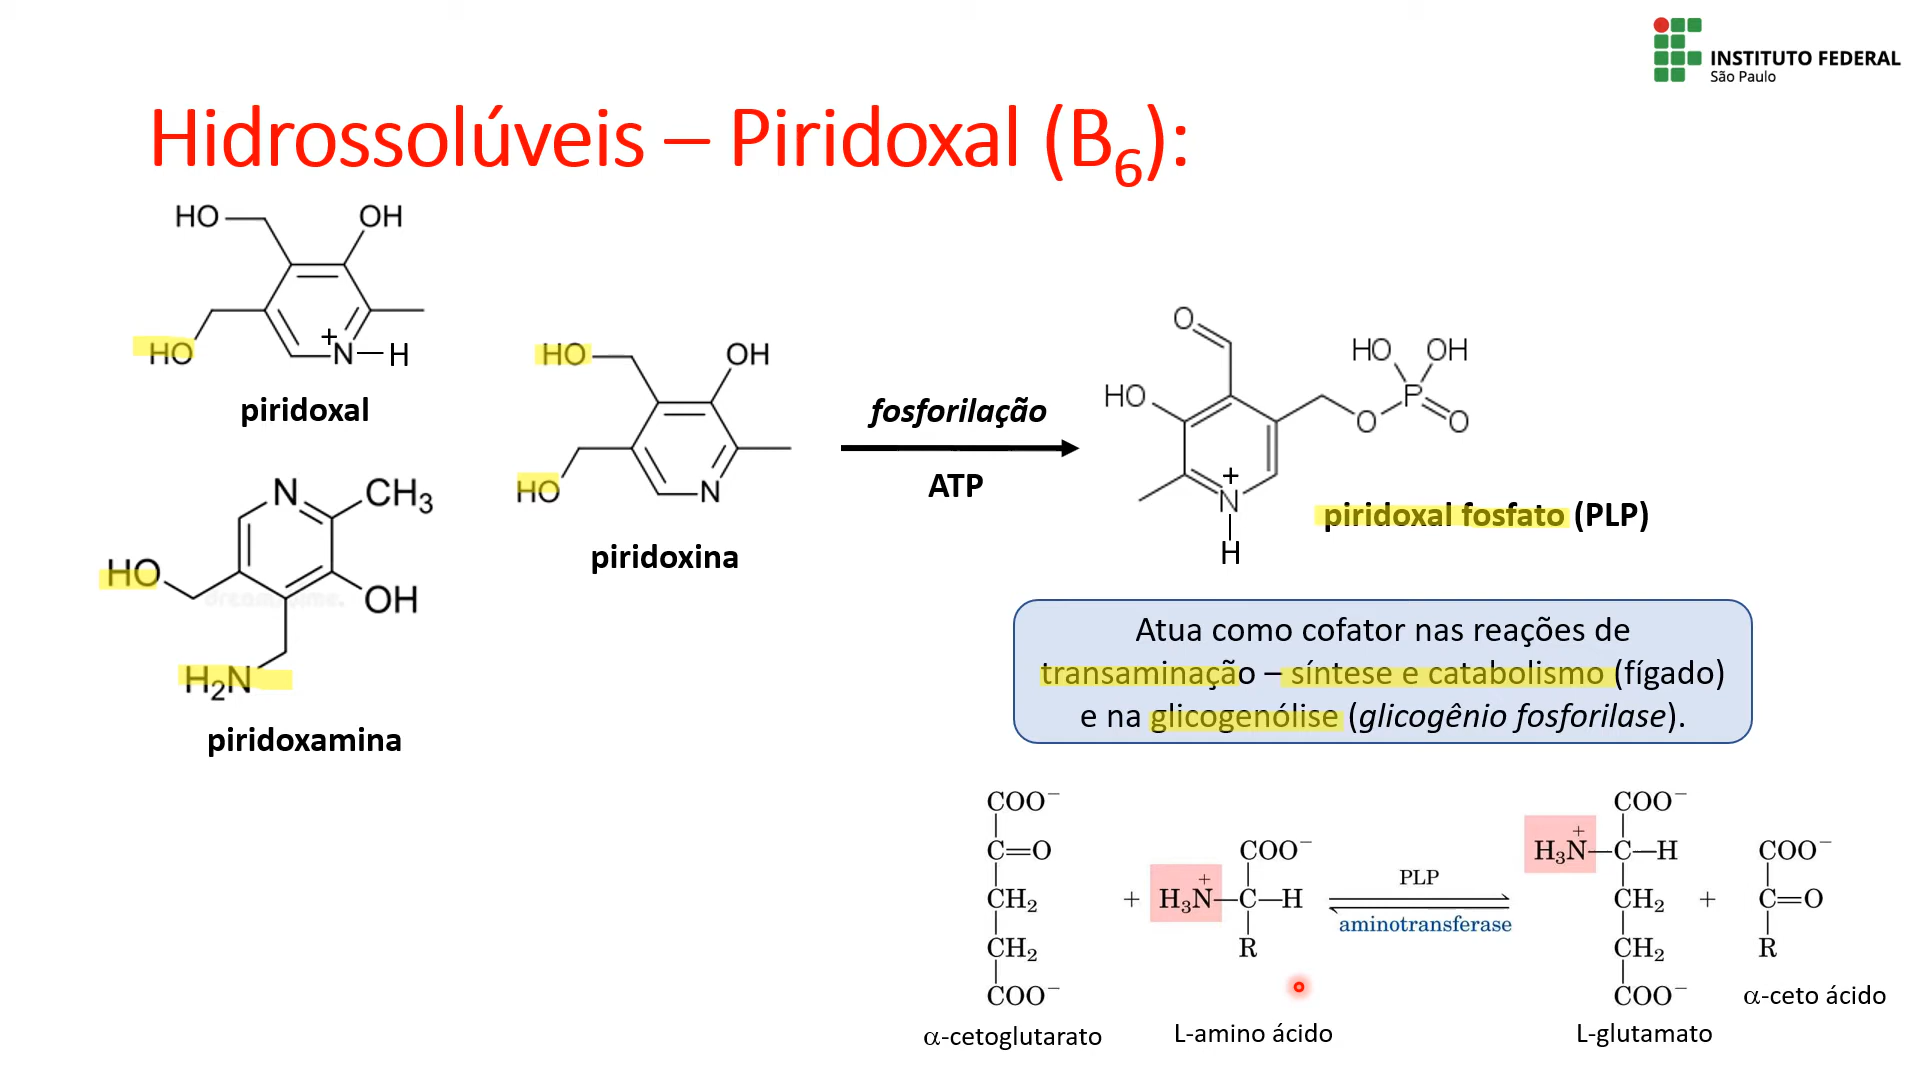 INSTITUTO FEDERAL
São Paulo
Hidrossolúveis – Piridoxal (B₆):
HO
OH
HO
+
N—H
piridoxal
N
CH₃
HO
OH
H₂N
piridoxamina
HO
OH
HO
N
piridoxina
fosforilação
ATP
O
HO OH
HO
P
O
O
+
N
H
piridoxal fosfato (PLP)
Atua como cofator nas reações de
transaminação – síntese e catabolismo (fígado)
e na glicogenólise (glicogênio fosforilase).
COO⁻
C=O
CH₂
CH₂
COO⁻
α-cetoglutarato
+
COO⁻
+
H₃N—C—H
R
L-amino ácido
PLP
aminotransferase
COO⁻
+
H₃N—C—H
CH₂
CH₂
COO⁻
L-glutamato
+
COO⁻
C=O
R
α-ceto ácido